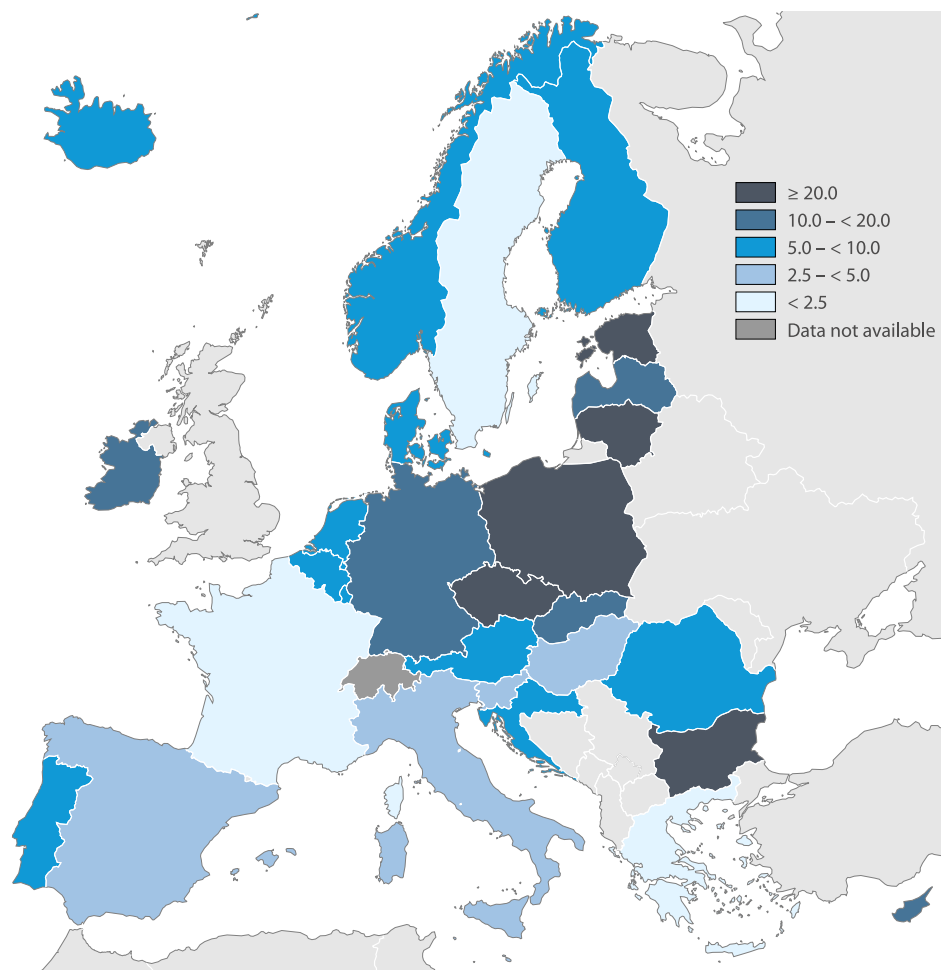 ≥ 20.0
10.0 – < 20.0
5.0 – < 10.0
2.5 – < 5.0
< 2.5
Data not available